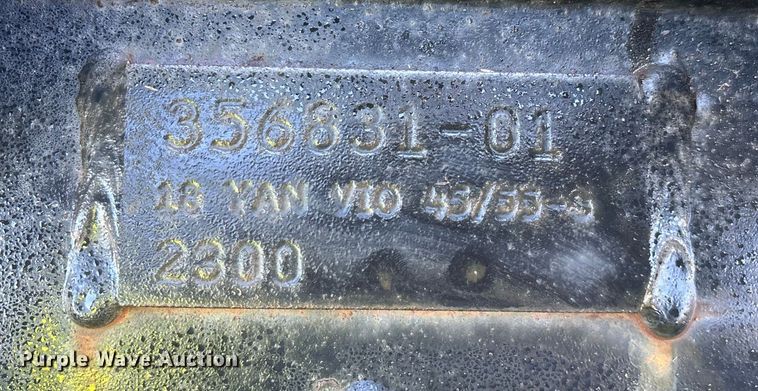 356831-01
18 YAN VIO 45/55-3
2300
Purple Wave Auction